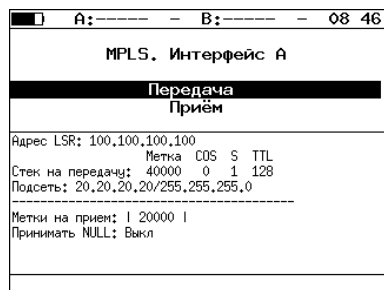 A:----- - B:----- - 08 46
MPLS. Интерфейс A
Передача
Приём
Адрес LSR: 100.100.100.100
Метка COS S TTL
Стек на передачу: 40000 0 1 128
Подсеть: 20.20.20.20/255.255.255.0
----------------------------------------
Метки на прием: | 20000 |
Принимать NULL: Выкл